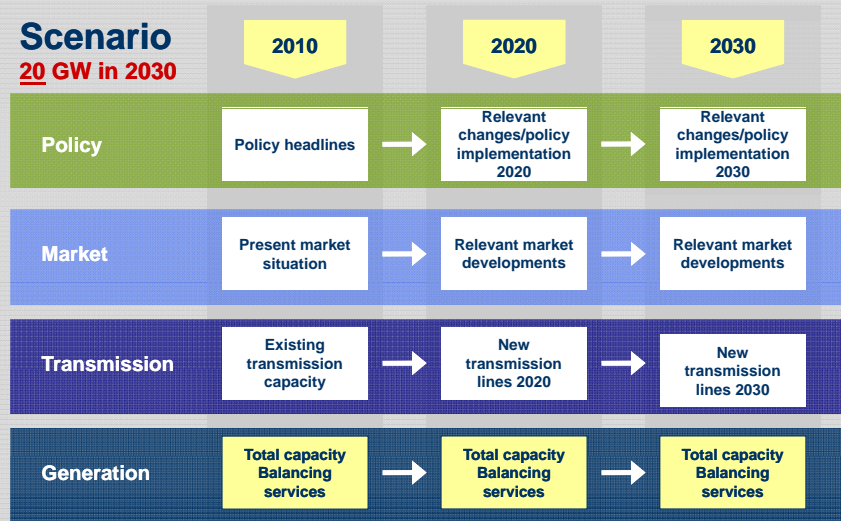 Scenario
20 GW in 2030
2010
2020
2030
Policy
Policy headlines
Relevant
changes/policy
implementation
2020
Relevant
changes/policy
implementation
2030
Market
Present market
situation
Relevant market
developments
Relevant market
developments
Transmission
Existing
transmission
capacity
New
transmission
lines 2020
New
transmission
lines 2030
Generation
Total capacity
Balancing
services
Total capacity
Balancing
services
Total capacity
Balancing
services